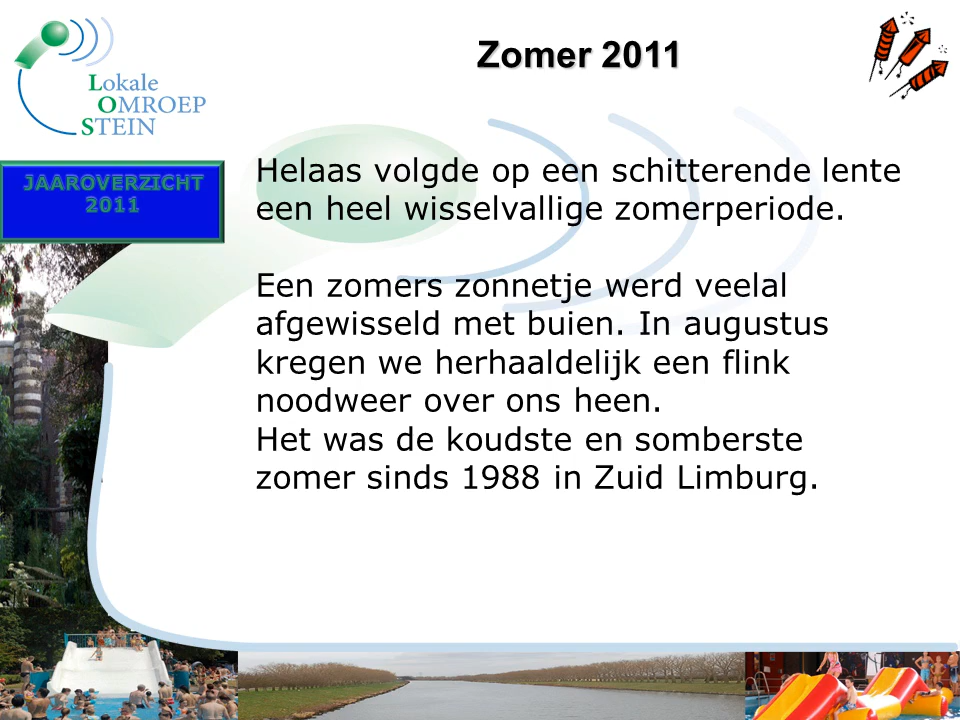 Zomer 2011
Lokale
OMROEP
STEIN
JAAROVERZICHT
2011
Helaas volgde op een schitterende lente
een heel wisselvallige zomerperiode.
Een zomers zonnetje werd veelal
afgewisseld met buien. In augustus
kregen we herhaaldelijk een flink
noodweer over ons heen.
Het was de koudste en somberste
zomer sinds 1988 in Zuid Limburg.